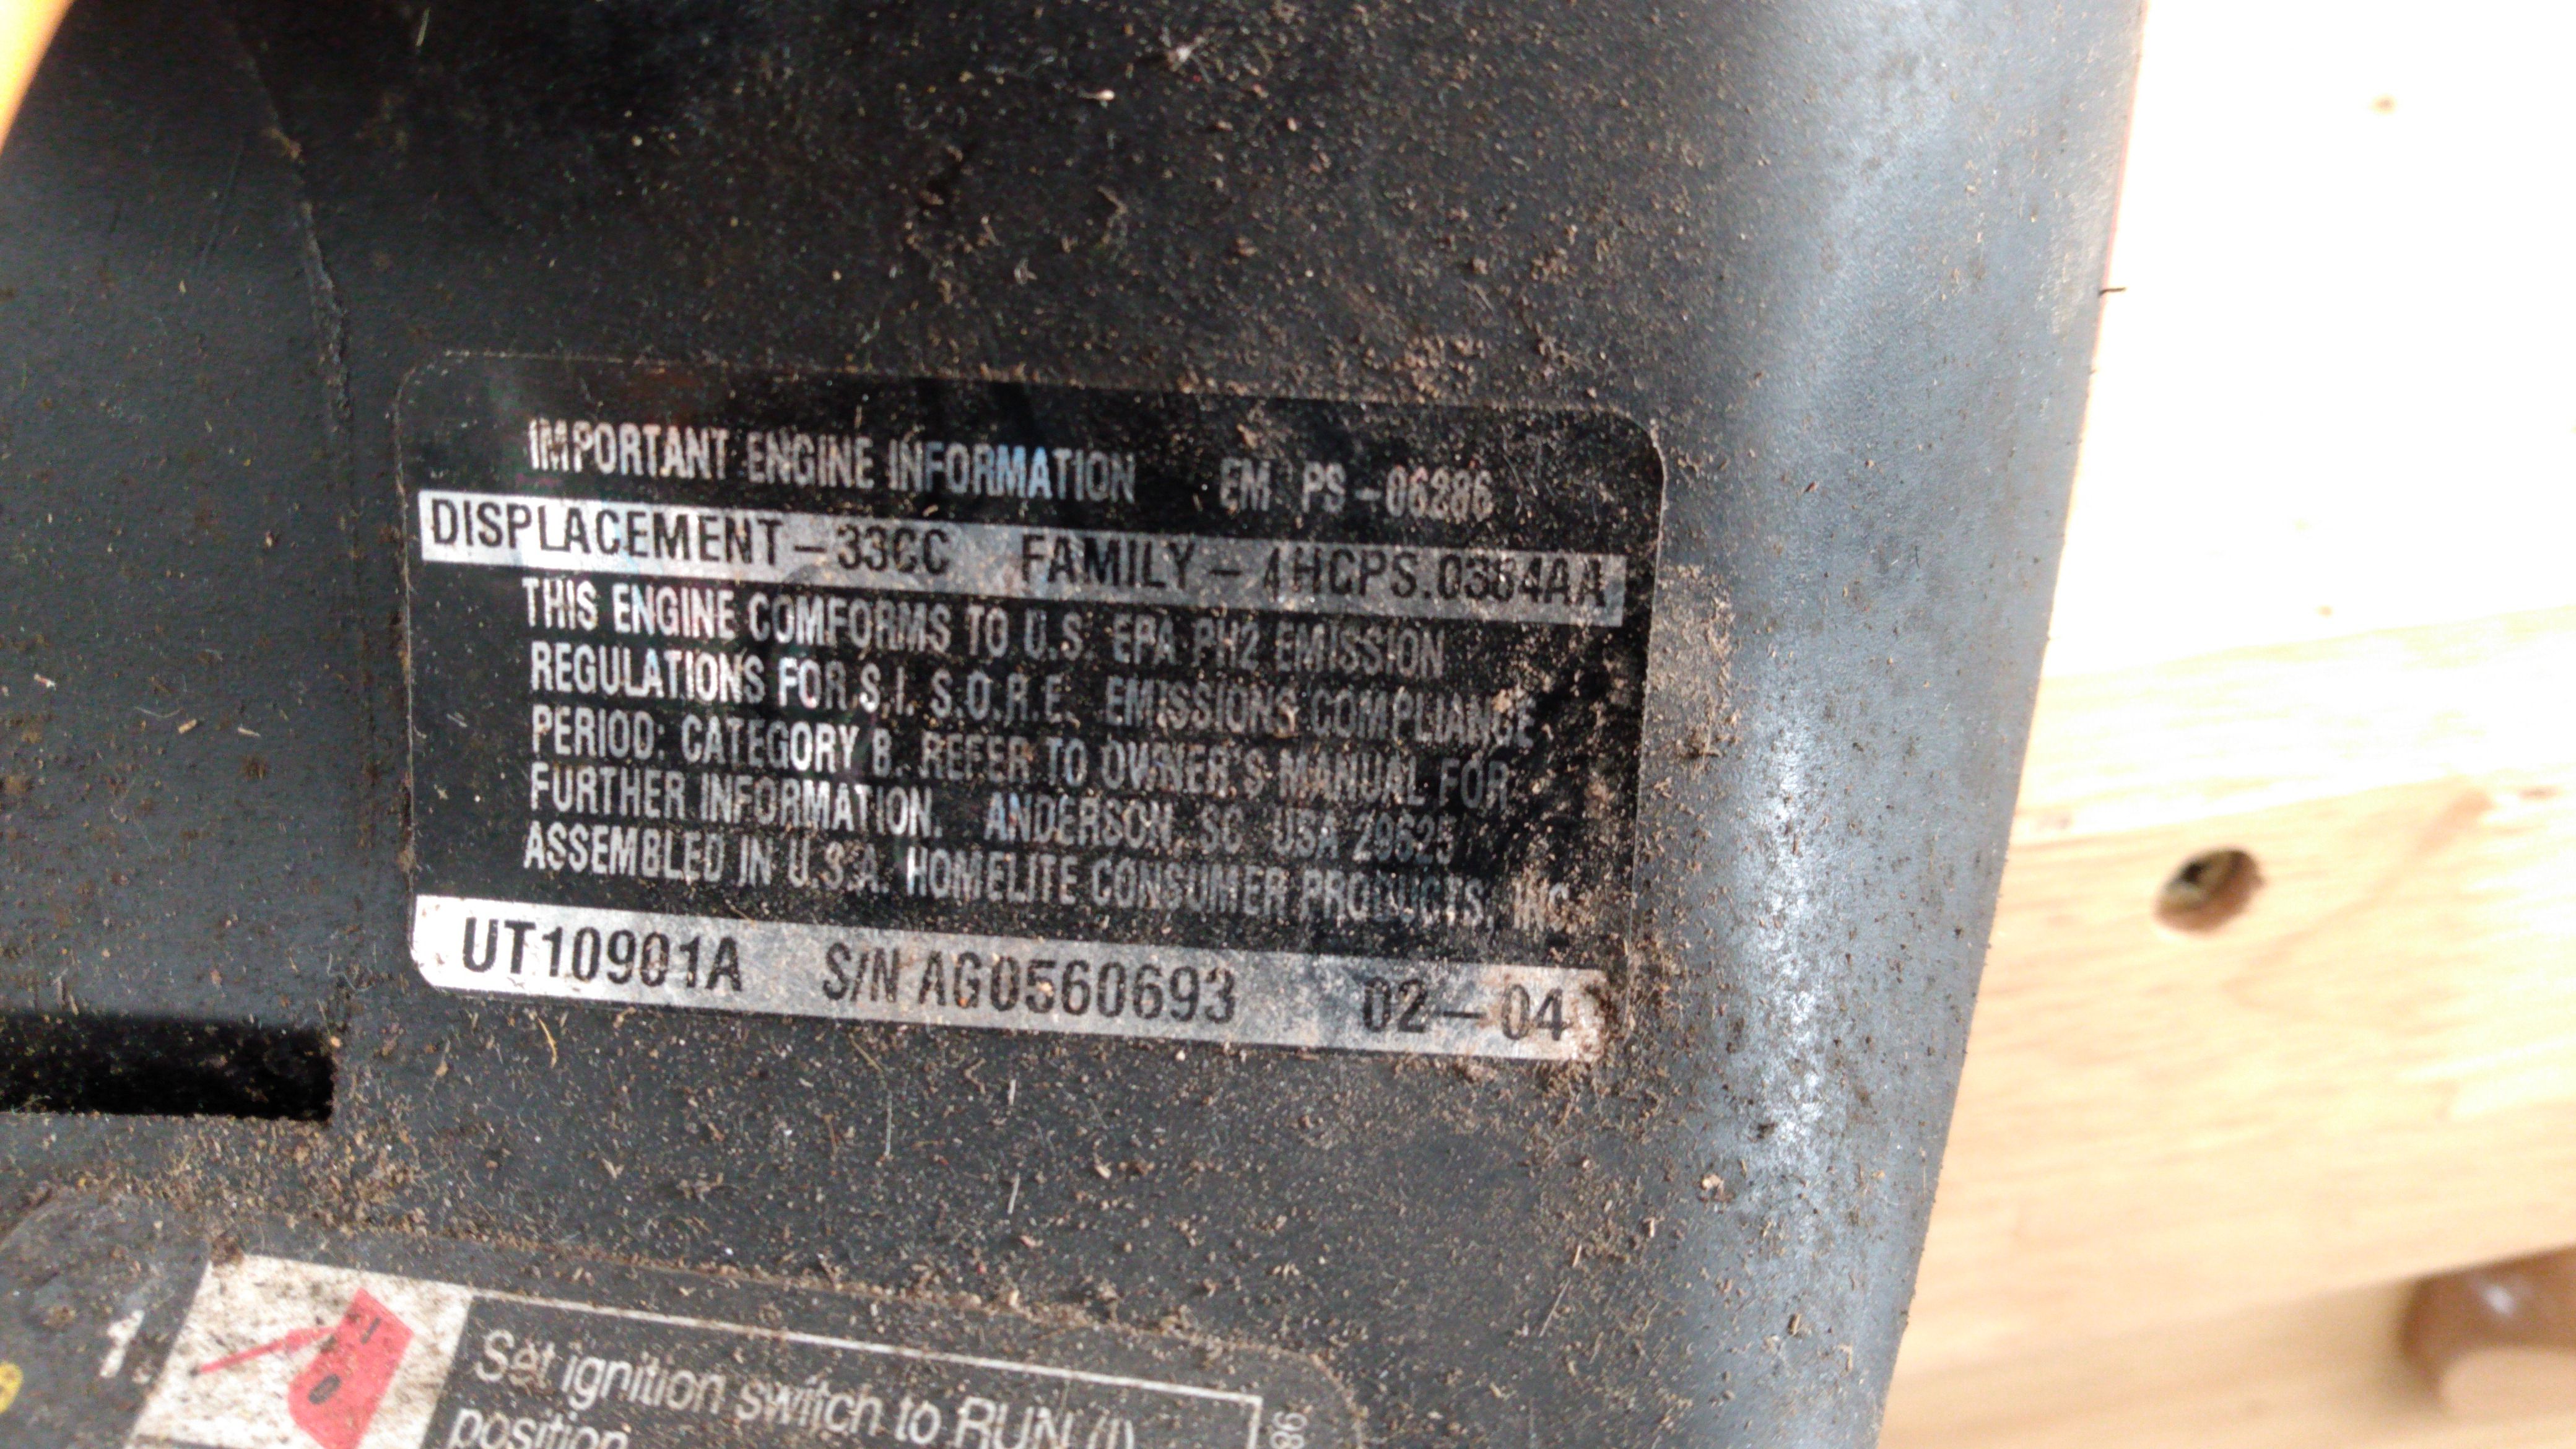 IMPORTANT ENGINE INFORMATION EM PS-06286
DISPLACEMENT-33CC FAMILY-4HCPS.0364AA
THIS ENGINE COMFORMS TO U.S. EPA PH2 EMISSION
REGULATIONS FOR S.I. S.O.R.E. EMISSIONS COMPLIANCE
PERIOD: CATEGORY B. REFER TO OWNER'S MANUAL FOR
FURTHER INFORMATION. ANDERSON, SC USA 29625
ASSEMBLED IN U.S.A. HOMELITE CONSUMER PRODUCTS, INC.
UT10901A S/N AG0560693 02-04
Set ignition switch to RUN (I)
position